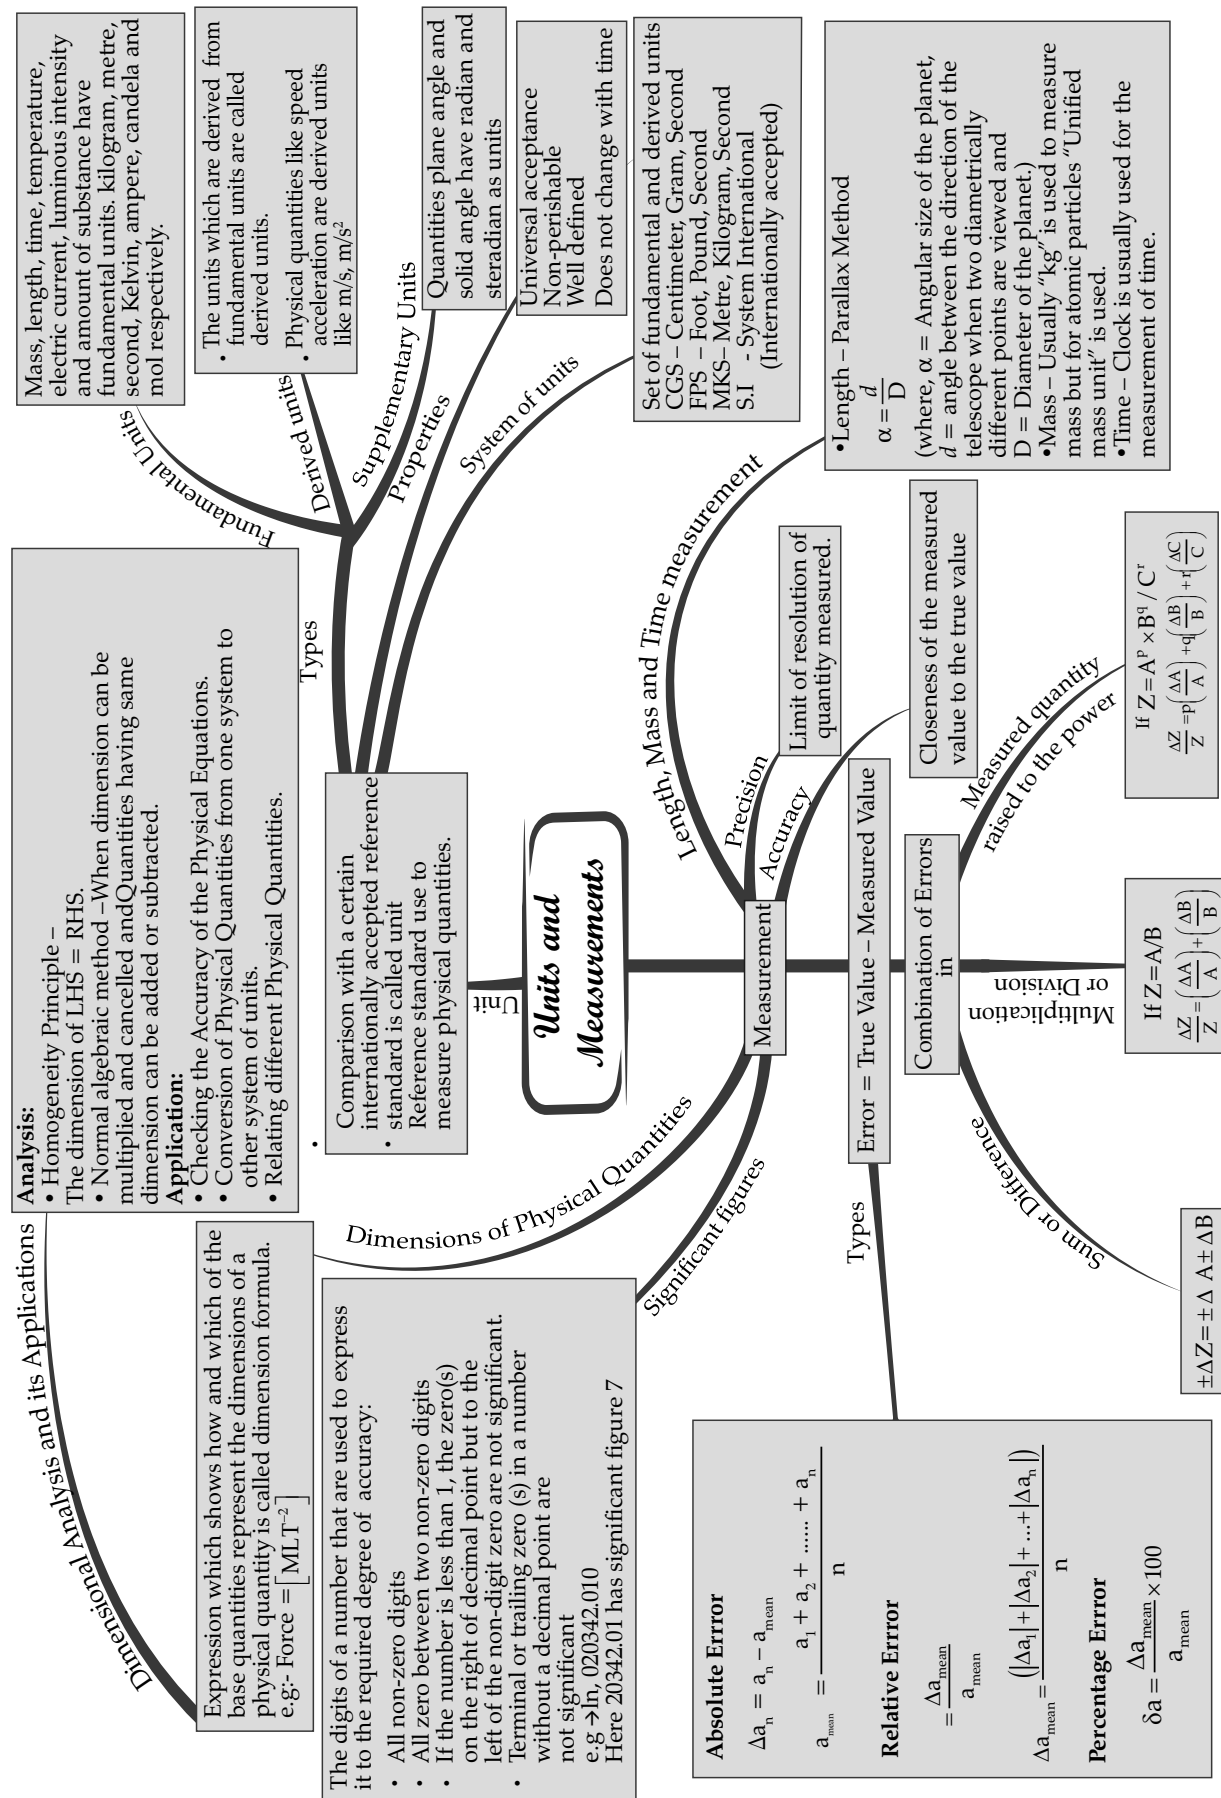 Units and
Measurements
Unit
Comparison with a certain
internationally accepted reference
• standard is called unit
Reference standard use to
measure physical quantities.
•
Types
Fundamental Units
Mass, length, time, temperature,
electric current, luminous intensity
and amount of substance have
fundamental units. kilogram, metre,
second, Kelvin, ampere, candela and
mol respectively.
Derived units
• The units which are derived from
fundamental units are called
derived units.
• Physical quantities like speed
acceleration are derived units
like m/s, m/s²
Supplementary Units
Quantities plane angle and
solid angle have radian and
steradian as units
Properties
Universal acceptance
Non-perishable
Well defined
Does not change with time
System of units
Set of fundamental and derived units
CGS – Centimeter, Gram, Second
FPS – Foot, Pound, Second
MKS– Metre, Kilogram, Second
S.I - System International
(Internationally accepted)
Measurement
Length, Mass and Time measurement
•Length – Parallax Method
α = d/D
(where, α = Angular size of the planet,
d = angle between the direction of the
telescope when two diametrically
different points are viewed and
D = Diameter of the planet.)
•Mass – Usually “kg” is used to measure
mass but for atomic particles “Unified
mass unit” is used.
•Time – Clock is usually used for the
measurement of time.
Precision
Limit of resolution of
quantity measured.
Accuracy
Closeness of the measured
value to the true value
Dimensions of Physical Quantities
Expression which shows how and which of the
base quantities represent the dimensions of a
physical quantity is called dimension formula.
e.g:- Force = [MLT⁻²]
Dimensional Analysis and its Applications
Analysis:
• Homogeneity Principle –
The dimension of LHS = RHS.
• Normal algebraic method –When dimension can be
multiplied and cancelled andQuantities having same
dimension can be added or subtracted.
Application:
• Checking the Accuracy of the Physical Equations.
• Conversion of Physical Quantities from one system to
other system of units.
• Relating different Physical Quantities.
Significant figures
The digits of a number that are used to express
it to the required degree of accuracy:
• All non-zero digits
• All zero between two non-zero digits
• If the number is less than 1, the zero(s)
on the right of decimal point but to the
left of the non-digit zero are not significant.
• Terminal or trailing zero (s) in a number
without a decimal point are
not significant
e.g →In, 020342.010
Here 20342.01 has significant figure 7
Error = True Value – Measured Value
Types
Absolute Errror
Δaₙ = aₙ − a_mean
a_mean = (a₁ + a₂ + ...... + aₙ)/n
Relative Errror
= Δa_mean/a_mean
Δa_mean = (|Δa₁|+|Δa₂|+...+|Δaₙ|)/n
Percentage Error
δa = Δa_mean/a_mean ×100
Combination of Errors
in
Sum or Difference
±ΔZ=±Δ A±ΔB
Multiplication
or Division
If Z=A/B
ΔZ/Z=(ΔA/A)+(ΔB/B)
Measured quantity
raised to the power
If Z=Aᵖ×B^q/Cʳ
ΔZ/Z=p(ΔA/A)+q(ΔB/B)+r(ΔC/C)